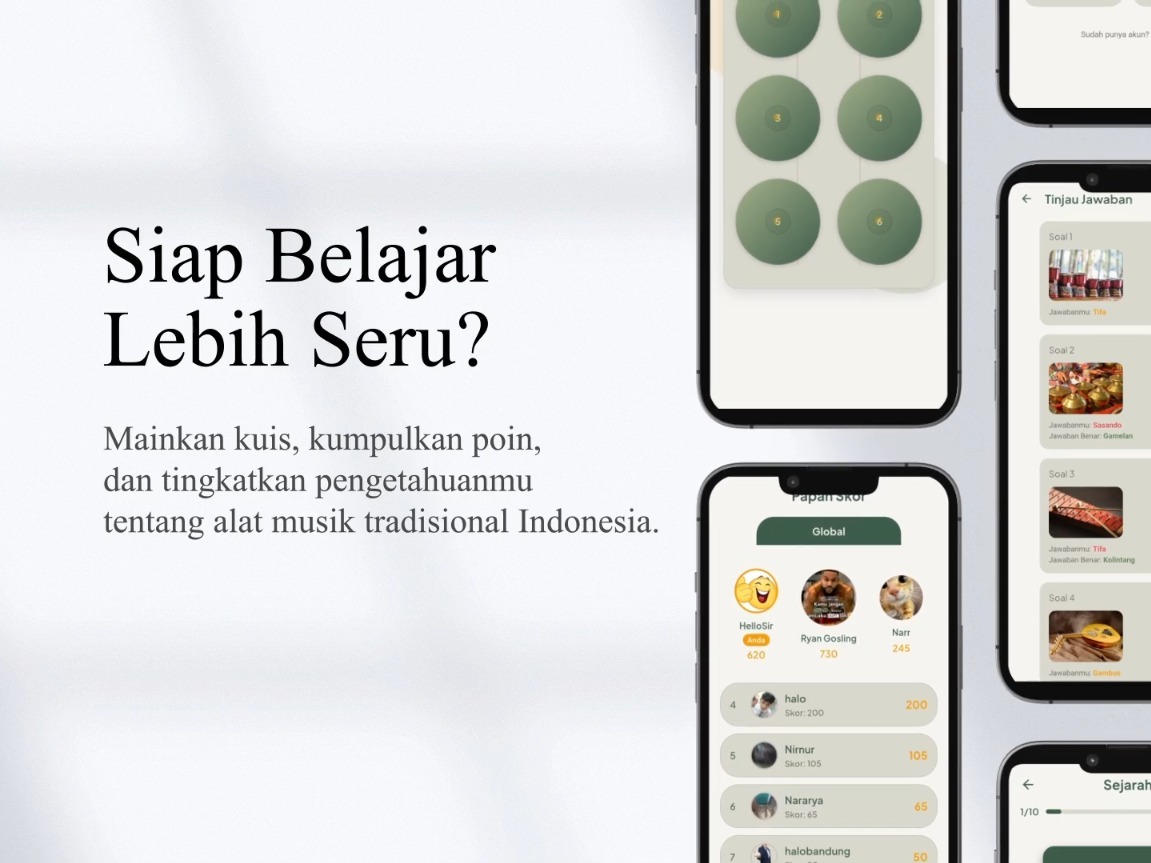 Siap Belajar
Lebih Seru?
Mainkan kuis, kumpulkan poin,
dan tingkatkan pengetahuanmu
tentang alat musik tradisional Indonesia.
1
2
3
4
5
6
Papan Skor
Global
HelloSir
Anda
620
Ryan Gosling
730
Narr
245
4
halo
Skor: 200
200
5
Nirnur
Skor: 105
105
6
Nararya
Skor: 65
65
7
halobandung
50
Sudah punya akun?
Tinjau Jawaban
Soal 1
Jawabanmu: Tifa
Soal 2
Jawabanmu: Sasando
Jawaban Benar: Gamelan
Soal 3
Jawabanmu: Tifa
Jawaban Benar: Kolintang
Soal 4
Jawabanmu: Gambus
Sejarah
1/10